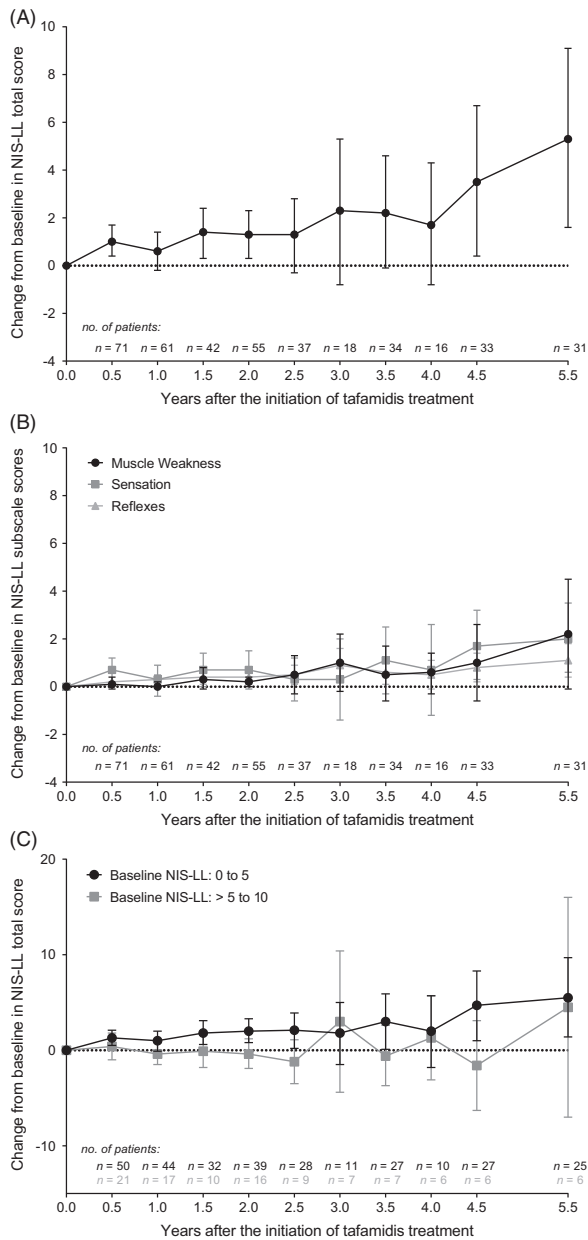 (A)
Change from baseline in NIS-LL total score
10
8
6
4
2
0
-2
-4
no. of patients:
n = 71 n = 61 n = 42 n = 55 n = 37 n = 18 n = 34 n = 16 n = 33 n = 31
0.0 0.5 1.0 1.5 2.0 2.5 3.0 3.5 4.0 4.5 5.5
Years after the initiation of tafamidis treatment
(B)
Change from baseline in NIS-LL subscale scores
10
8
6
4
2
0
-2
-4
Muscle Weakness
Sensation
Reflexes
no. of patients:
n = 71 n = 61 n = 42 n = 55 n = 37 n = 18 n = 34 n = 16 n = 33 n = 31
0.0 0.5 1.0 1.5 2.0 2.5 3.0 3.5 4.0 4.5 5.5
Years after the initiation of tafamidis treatment
(C)
Change from baseline in NIS-LL total score
20
10
0
-10
Baseline NIS-LL: 0 to 5
Baseline NIS-LL: > 5 to 10
no. of patients:
n = 50 n = 44 n = 32 n = 39 n = 28 n = 11 n = 27 n = 10 n = 27 n = 25
n = 21 n = 17 n = 10 n = 16 n = 9 n = 7 n = 7 n = 6 n = 6 n = 6
0.0 0.5 1.0 1.5 2.0 2.5 3.0 3.5 4.0 4.5 5.5
Years after the initiation of tafamidis treatment